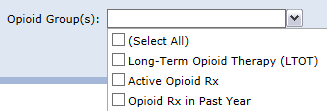 Opioid Group(s):
(Select All)
Long-Term Opioid Therapy (LTOT)
Active Opioid Rx
Opioid Rx in Past Year